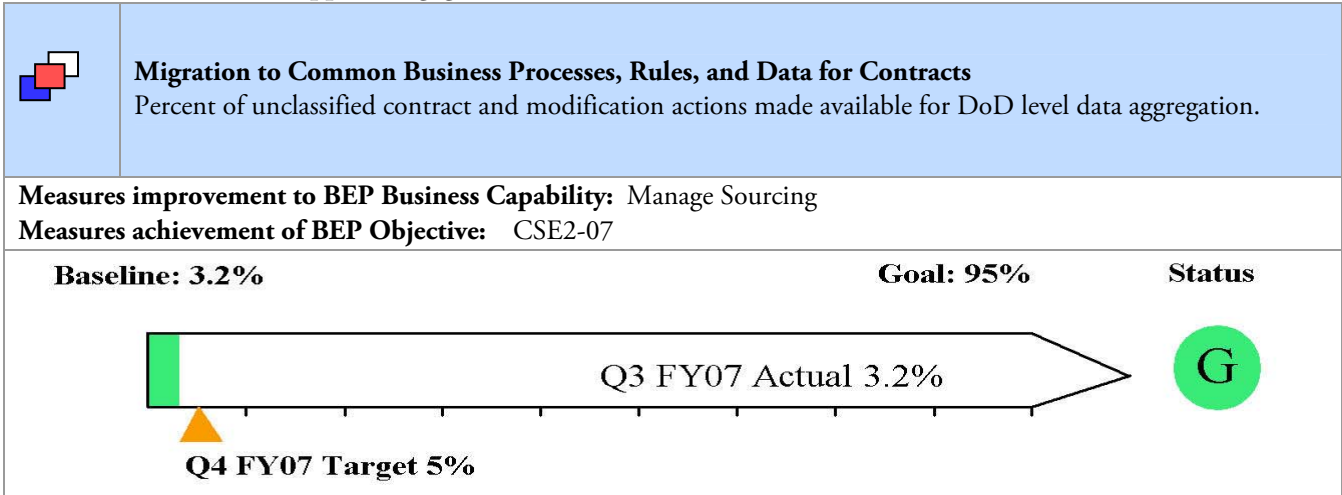 Migration to Common Business Processes, Rules, and Data for Contracts
Percent of unclassified contract and modification actions made available for DoD level data aggregation.
Measures improvement to BEP Business Capability: Manage Sourcing
Measures achievement of BEP Objective: CSE2-07
Baseline: 3.2% Goal: 95% Status
Q3 FY07 Actual 3.2% G
Q4 FY07 Target 5%